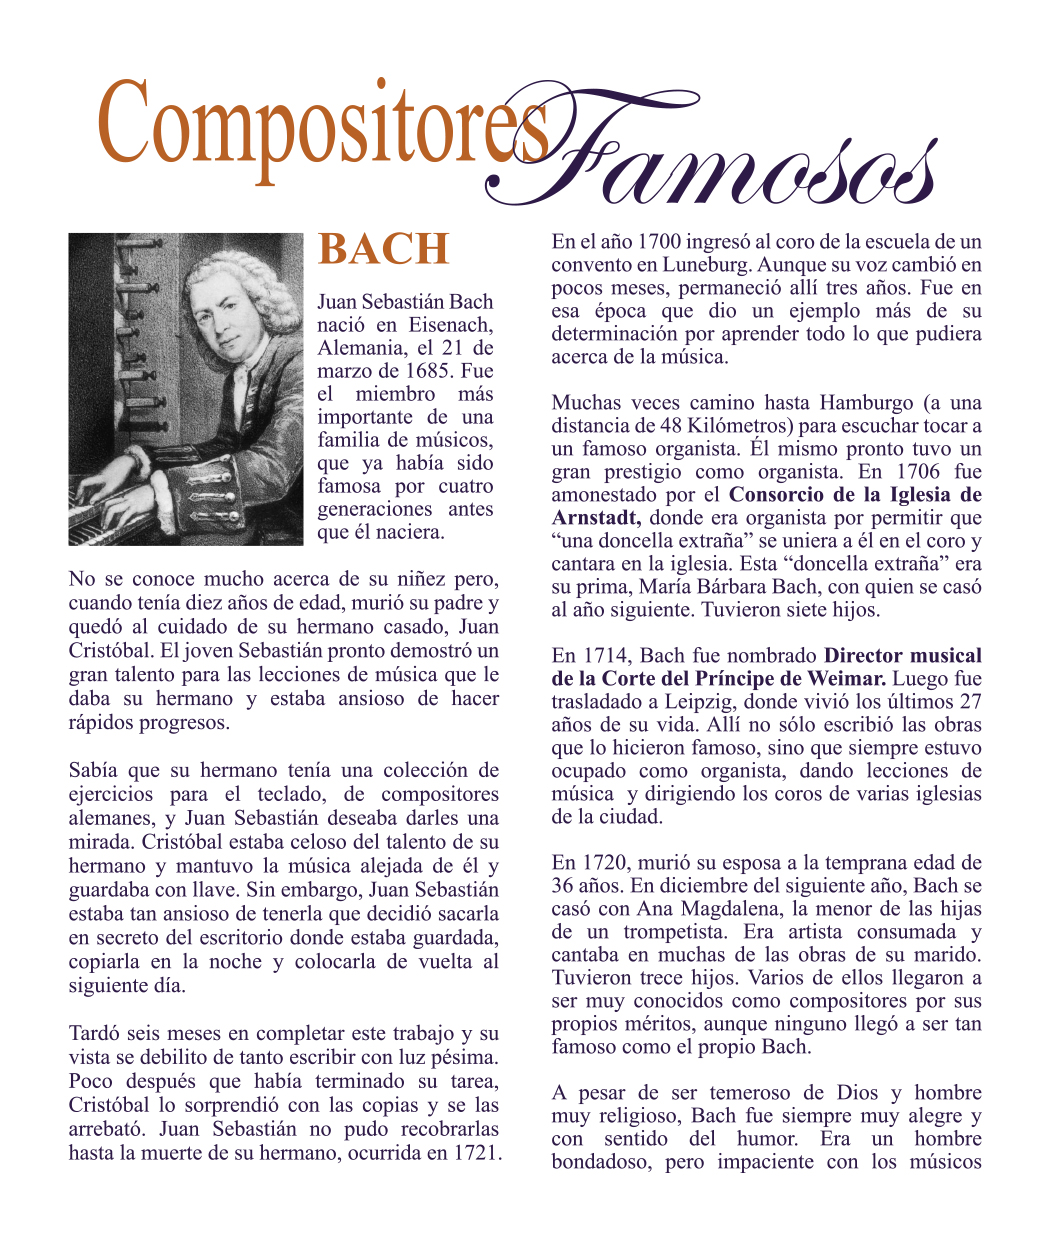 Compositores Famosos
BACH
Juan Sebastián Bach
nació en Eisenach,
Alemania, el 21 de
marzo de 1685. Fue
el miembro más
importante de una
familia de músicos,
que ya había sido
famosa por cuatro
generaciones antes
que él naciera.
No se conoce mucho acerca de su niñez pero,
cuando tenía diez años de edad, murió su padre y
quedó al cuidado de su hermano casado, Juan
Cristóbal. El joven Sebastián pronto demostró un
gran talento para las lecciones de música que le
daba su hermano y estaba ansioso de hacer
rápidos progresos.
Sabía que su hermano tenía una colección de
ejercicios para el teclado, de compositores
alemanes, y Juan Sebastián deseaba darles una
mirada. Cristóbal estaba celoso del talento de su
hermano y mantuvo la música alejada de él y
guardaba con llave. Sin embargo, Juan Sebastián
estaba tan ansioso de tenerla que decidió sacarla
en secreto del escritorio donde estaba guardada,
copiarla en la noche y colocarla de vuelta al
siguiente día.
Tardó seis meses en completar este trabajo y su
vista se debilito de tanto escribir con luz pésima.
Poco después que había terminado su tarea,
Cristóbal lo sorprendió con las copias y se las
arrebató. Juan Sebastián no pudo recobrarlas
hasta la muerte de su hermano, ocurrida en 1721.
En el año 1700 ingresó al coro de la escuela de un
convento en Luneburg. Aunque su voz cambió en
pocos meses, permaneció allí tres años. Fue en
esa época que dio un ejemplo más de su
determinación por aprender todo lo que pudiera
acerca de la música.
Muchas veces camino hasta Hamburgo (a una
distancia de 48 Kilómetros) para escuchar tocar a
un famoso organista. Él mismo pronto tuvo un
gran prestigio como organista. En 1706 fue
amonestado por el Consorcio de la Iglesia de
Arnstadt, donde era organista por permitir que
“una doncella extraña” se uniera a él en el coro y
cantara en la iglesia. Esta “doncella extraña” era
su prima, María Bárbara Bach, con quien se casó
al año siguiente. Tuvieron siete hijos.
En 1714, Bach fue nombrado Director musical
de la Corte del Príncipe de Weimar. Luego fue
trasladado a Leipzig, donde vivió los últimos 27
años de su vida. Allí no sólo escribió las obras
que lo hicieron famoso, sino que siempre estuvo
ocupado como organista, dando lecciones de
música y dirigiendo los coros de varias iglesias
de la ciudad.
En 1720, murió su esposa a la temprana edad de
36 años. En diciembre del siguiente año, Bach se
casó con Ana Magdalena, la menor de las hijas
de un trompetista. Era artista consumada y
cantaba en muchas de las obras de su marido.
Tuvieron trece hijos. Varios de ellos llegaron a
ser muy conocidos como compositores por sus
propios méritos, aunque ninguno llegó a ser tan
famoso como el propio Bach.
A pesar de ser temeroso de Dios y hombre
muy religioso, Bach fue siempre muy alegre y
con sentido del humor. Era un hombre
bondadoso, pero impaciente con los músicos